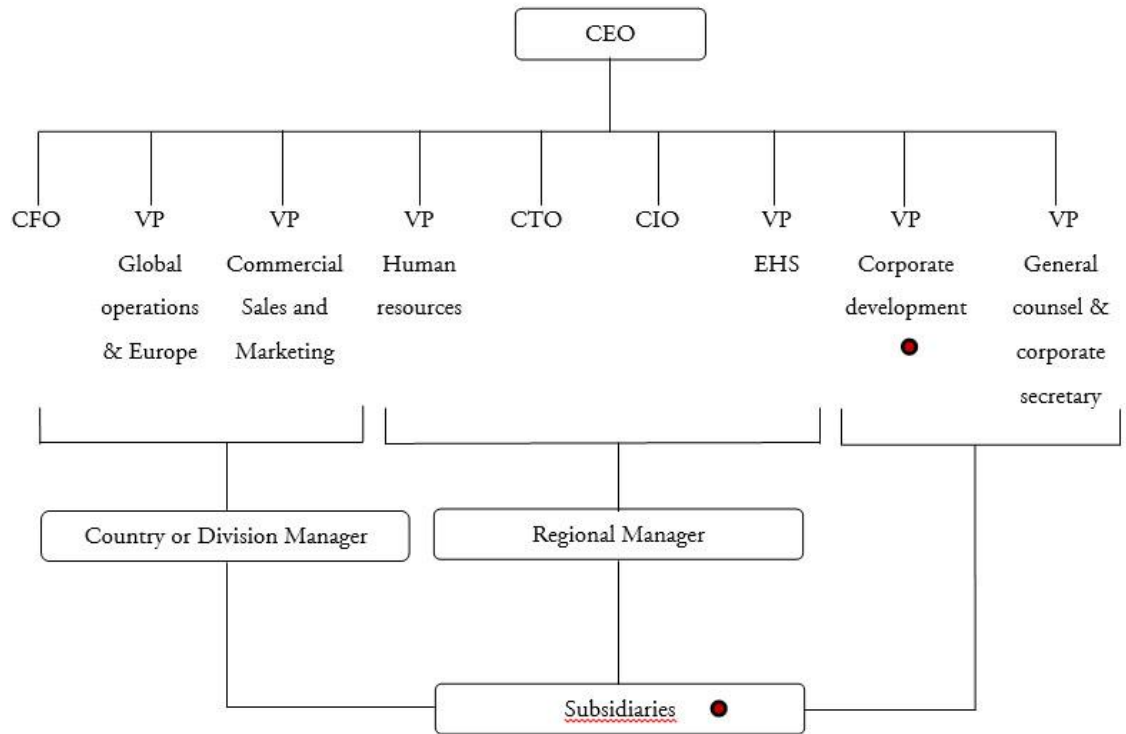 CEO
CFO
VP
Global
operations
& Europe
VP
Commercial
Sales and
Marketing
VP
Human
resources
CTO
CIO
VP
EHS
VP
Corporate
development
VP
General
counsel &
corporate
secretary
Country or Division Manager
Regional Manager
Subsidiaries